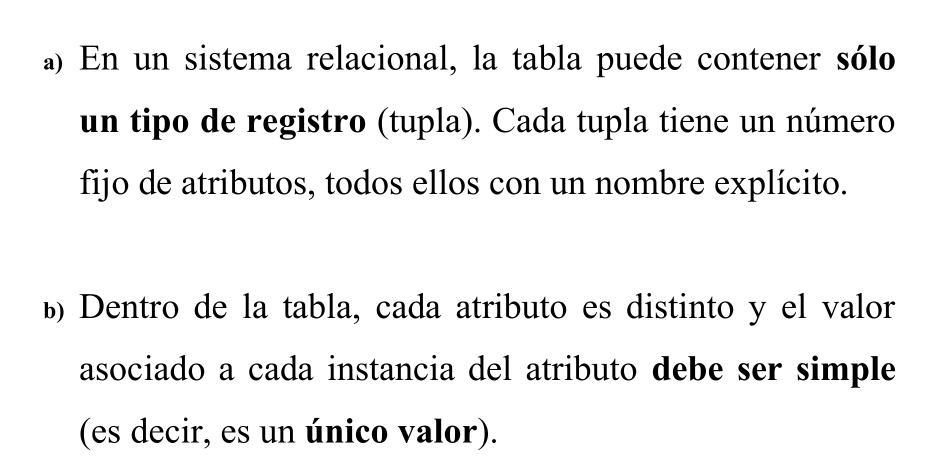 a) En un sistema relacional, la tabla puede contener sólo
un tipo de registro (tupla). Cada tupla tiene un número
fijo de atributos, todos ellos con un nombre explícito.
b) Dentro de la tabla, cada atributo es distinto y el valor
asociado a cada instancia del atributo debe ser simple
(es decir, es un único valor).